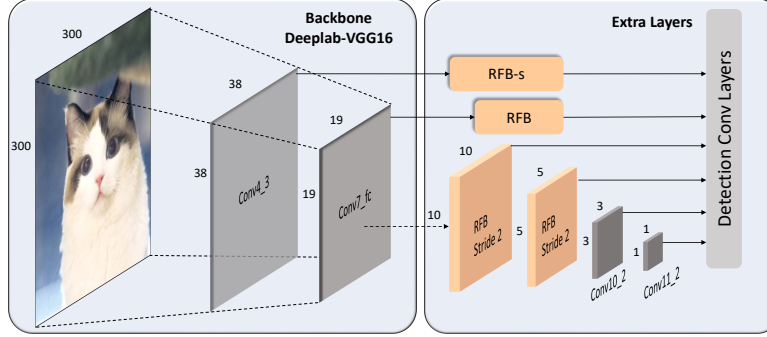 Backbone
Deeplab-VGG16
300
300
38
38
Conv4_3
19
19
Conv7_fc
Extra Layers
RFB-s
RFB
10
10
RFB
Stride 2
5
5
RFB
Stride 2
3
3
Conv10_2
1
1
Conv11_2
Detection Conv Layers